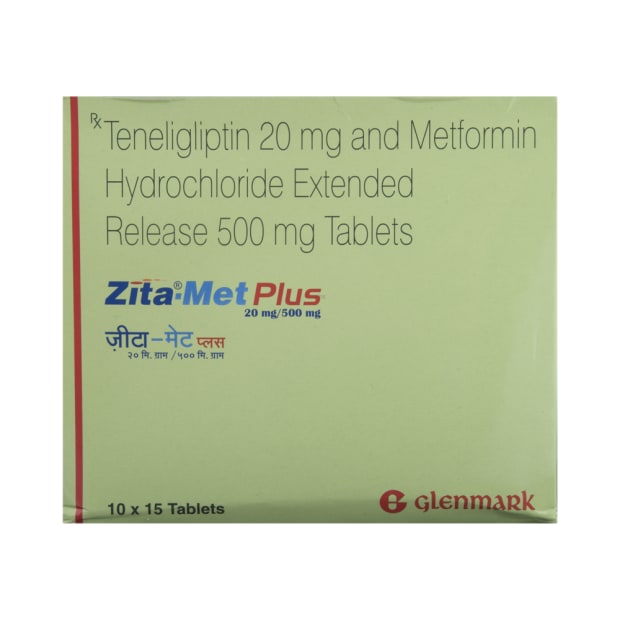 Rx Teneligliptin 20 mg and Metformin
Hydrochloride Extended
Release 500 mg Tablets
Zita®-Met Plus
20 mg/500 mg
ज़ीटा-मेट प्लस
२० मि. ग्राम /५०० मि. ग्राम
10 x 15 Tablets
G Glenmark